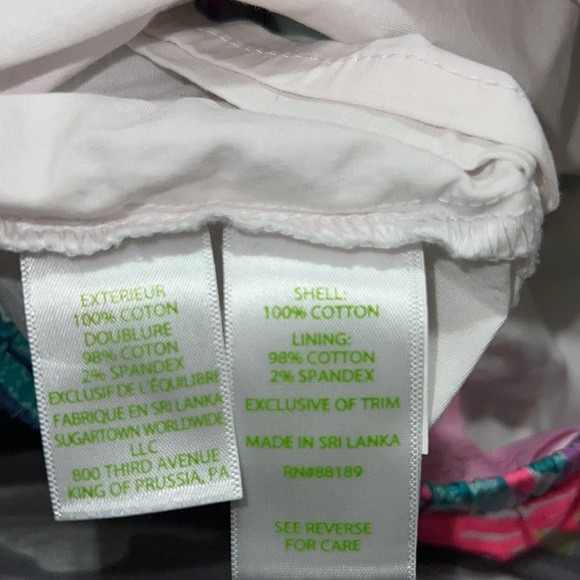 EXTERIEUR
100% COTON
DOUBLURE
98% COTON
2% SPANDEX
EXCLUSIF DE L'ÉQUILIBRE
FABRIQUE EN SRI LANKA
SUGARTOWN WORLDWIDE
LLC
800 THIRD AVENUE
KING OF PRUSSIA, PA
SHELL:
100% COTTON
LINING:
98% COTTON
2% SPANDEX
EXCLUSIVE OF TRIM
MADE IN SRI LANKA
RN#88189
SEE REVERSE
FOR CARE